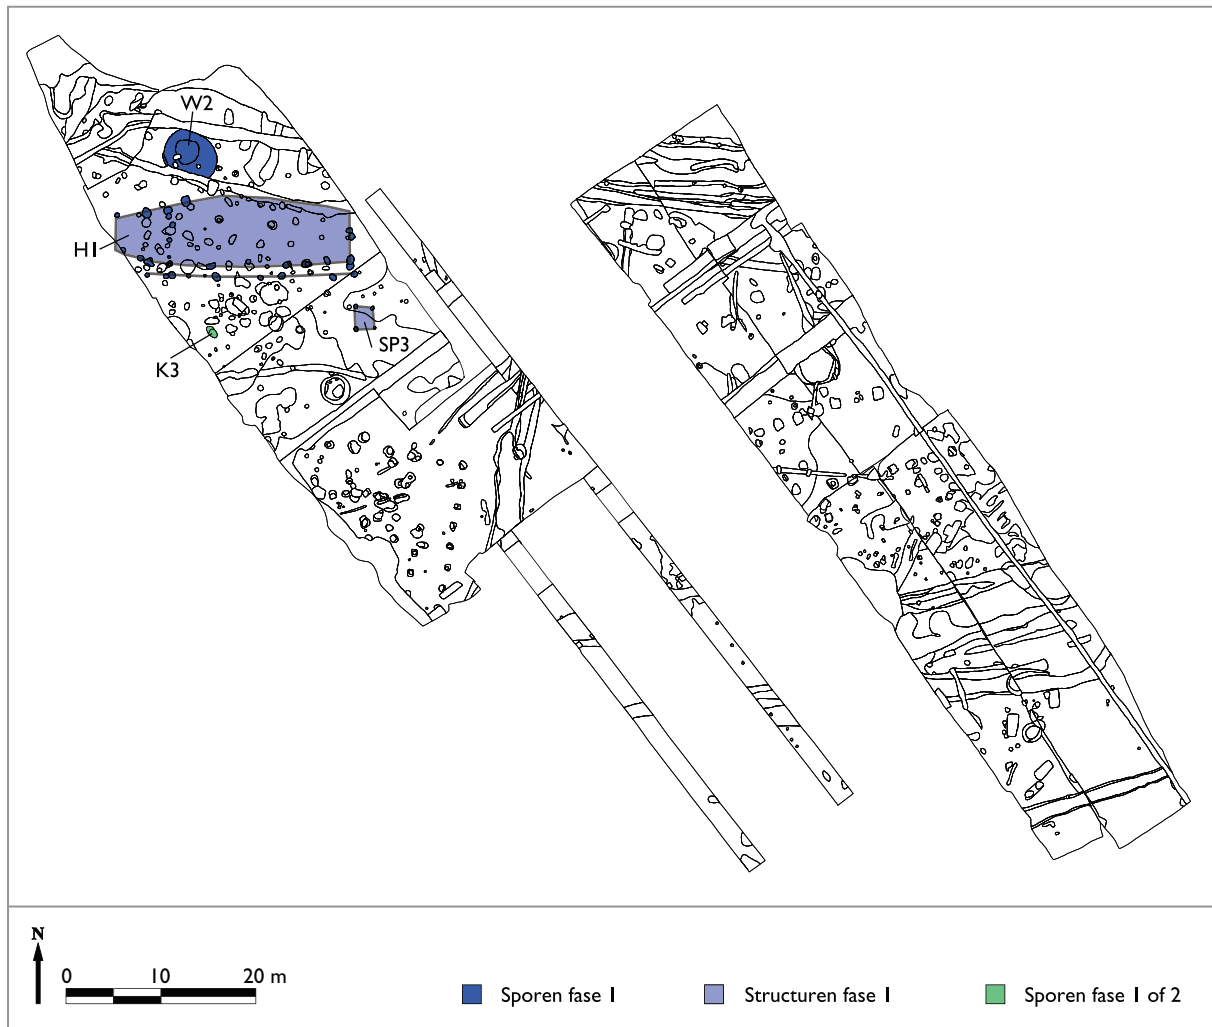 W2
H1
SP3
K3
N
0 10 20 m
Sporen fase 1
Structuren fase 1
Sporen fase 1 of 2